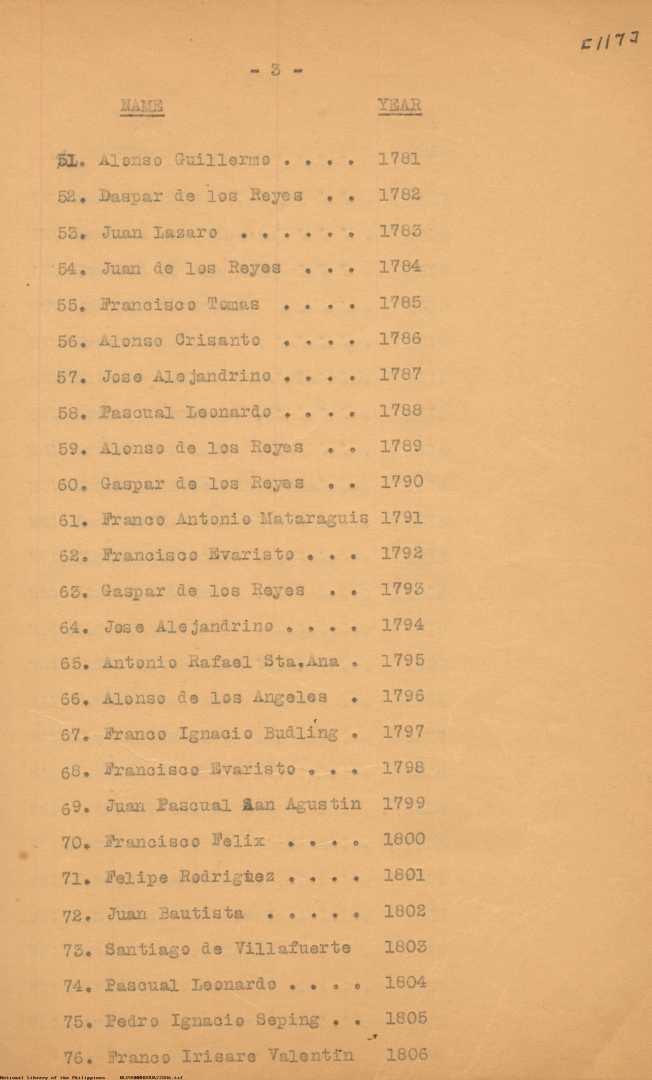 [117]
- 3 -
NAME YEAR
51. Alonso Guillermo . . . . 1781
52. Daspar de los Reyes . . 1782
53. Juan Lazaro . . . . . . 1783
54. Juan de los Reyes . . . 1784
55. Francisco Tomas . . . . 1785
56. Alonso Crisanto . . . . 1786
57. Jose Alejandrino . . . . 1787
58. Pascual Leonardo . . . . 1788
59. Alonso de los Reyes . . 1789
60. Gaspar de los Reyes . . 1790
61. Franco Antonio Mataraguis 1791
62. Francisco Evaristo . . . 1792
63. Gaspar de los Reyes . . 1793
64. Jose Alejandrino . . . . 1794
65. Antonio Rafael Sta.Ana . 1795
66. Alonso de los Angeles . 1796
67. Franco Ignacio Budlíng . 1797
68. Francisco Evaristo . . . 1798
69. Juan Pascual San Agustin 1799
70. Francisco Felix . . . . 1800
71. Felipe Rodriguez . . . . 1801
72. Juan Bautista . . . . . 1802
73. Santiago de Villafuerte 1803
74. Pascual Leonardo . . . . 1804
75. Pedro Ignacio Seping . . 1805
76. Franco Irisare Valentín 1806
National Library of the Philippines